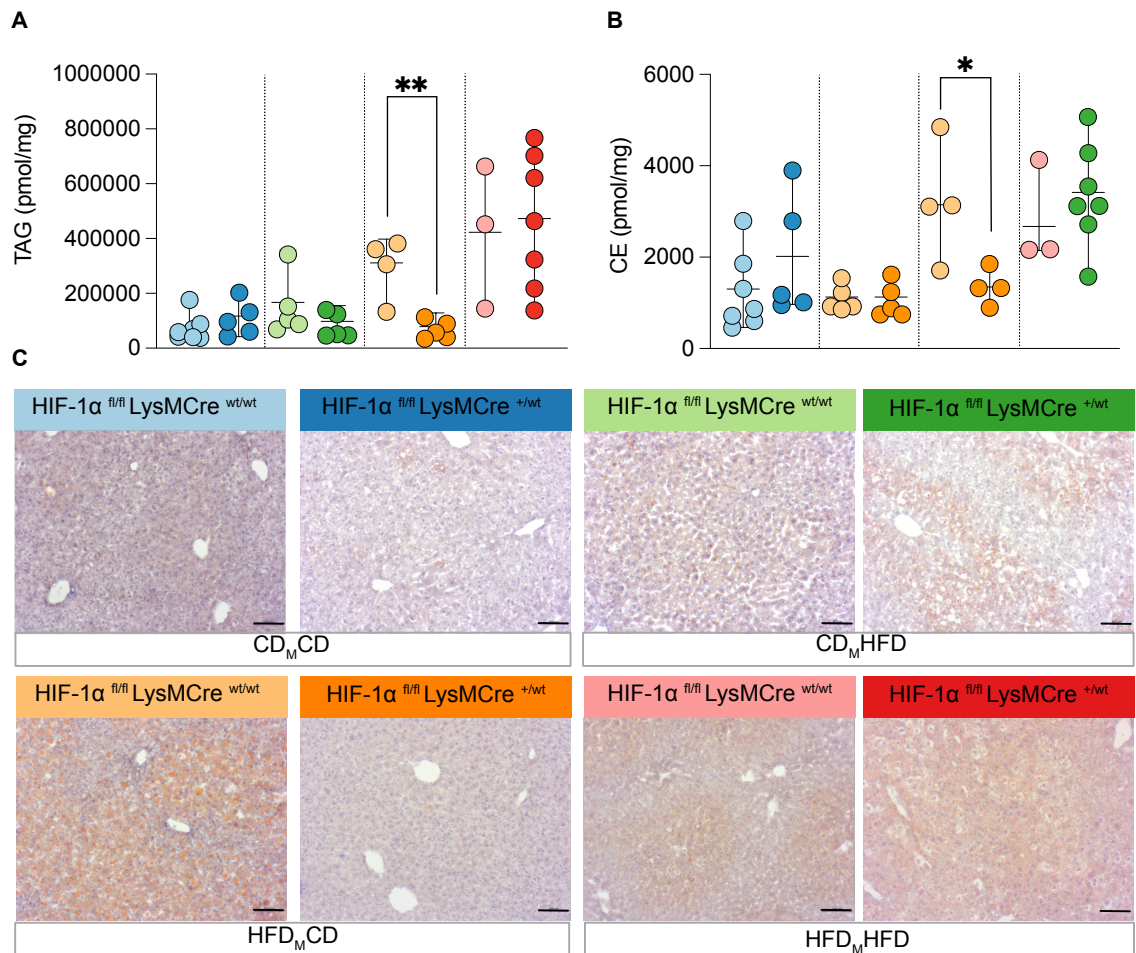 A
B
TAG (pmol/mg)
1000000
800000
600000
400000
200000
0
**
CE (pmol/mg)
6000
4000
2000
0
*
C
HIF-1α fl/fl LysMCre wt/wt
HIF-1α fl/fl LysMCre +/wt
HIF-1α fl/fl LysMCre wt/wt
HIF-1α fl/fl LysMCre +/wt
CDMCD
CDMHFD
HIF-1α fl/fl LysMCre wt/wt
HIF-1α fl/fl LysMCre +/wt
HIF-1α fl/fl LysMCre wt/wt
HIF-1α fl/fl LysMCre +/wt
HFDMCD
HFDMHFD